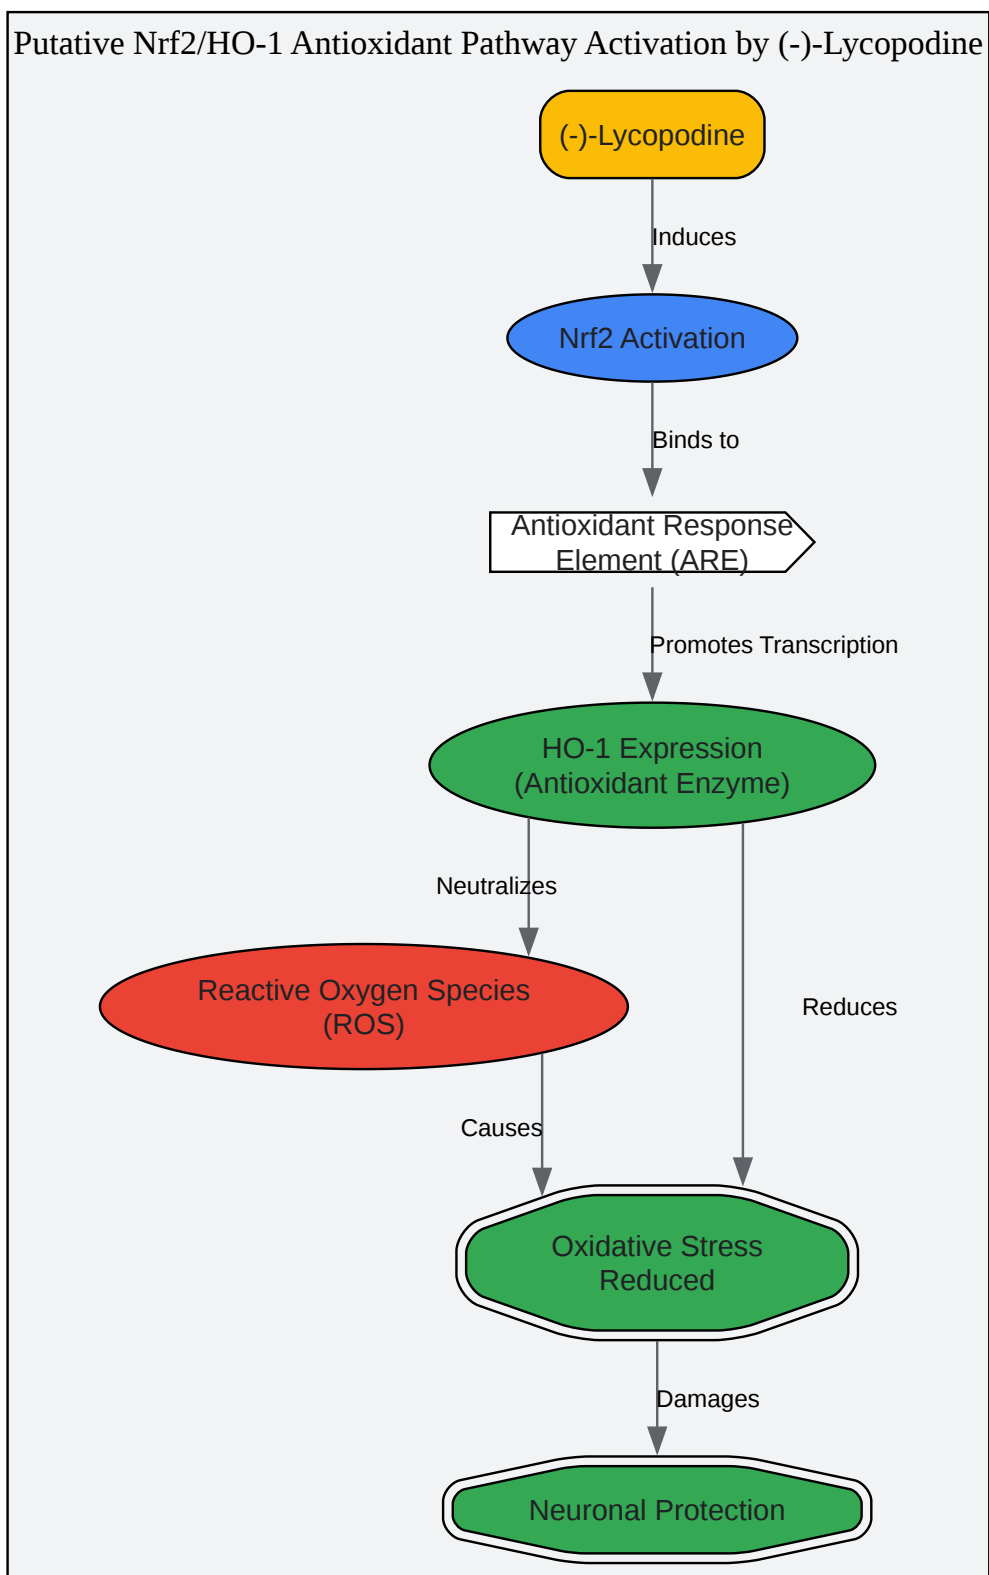 Putative Nrf2/HO-1 Antioxidant Pathway Activation by (-)-Lycopodine
(-)-Lycopodine
Induces
Nrf2 Activation
Binds to
Antioxidant Response
Element (ARE)
Promotes Transcription
HO-1 Expression
(Antioxidant Enzyme)
Neutralizes
Reactive Oxygen Species
(ROS)
Reduces
Causes
Oxidative Stress
Reduced
Damages
Neuronal Protection